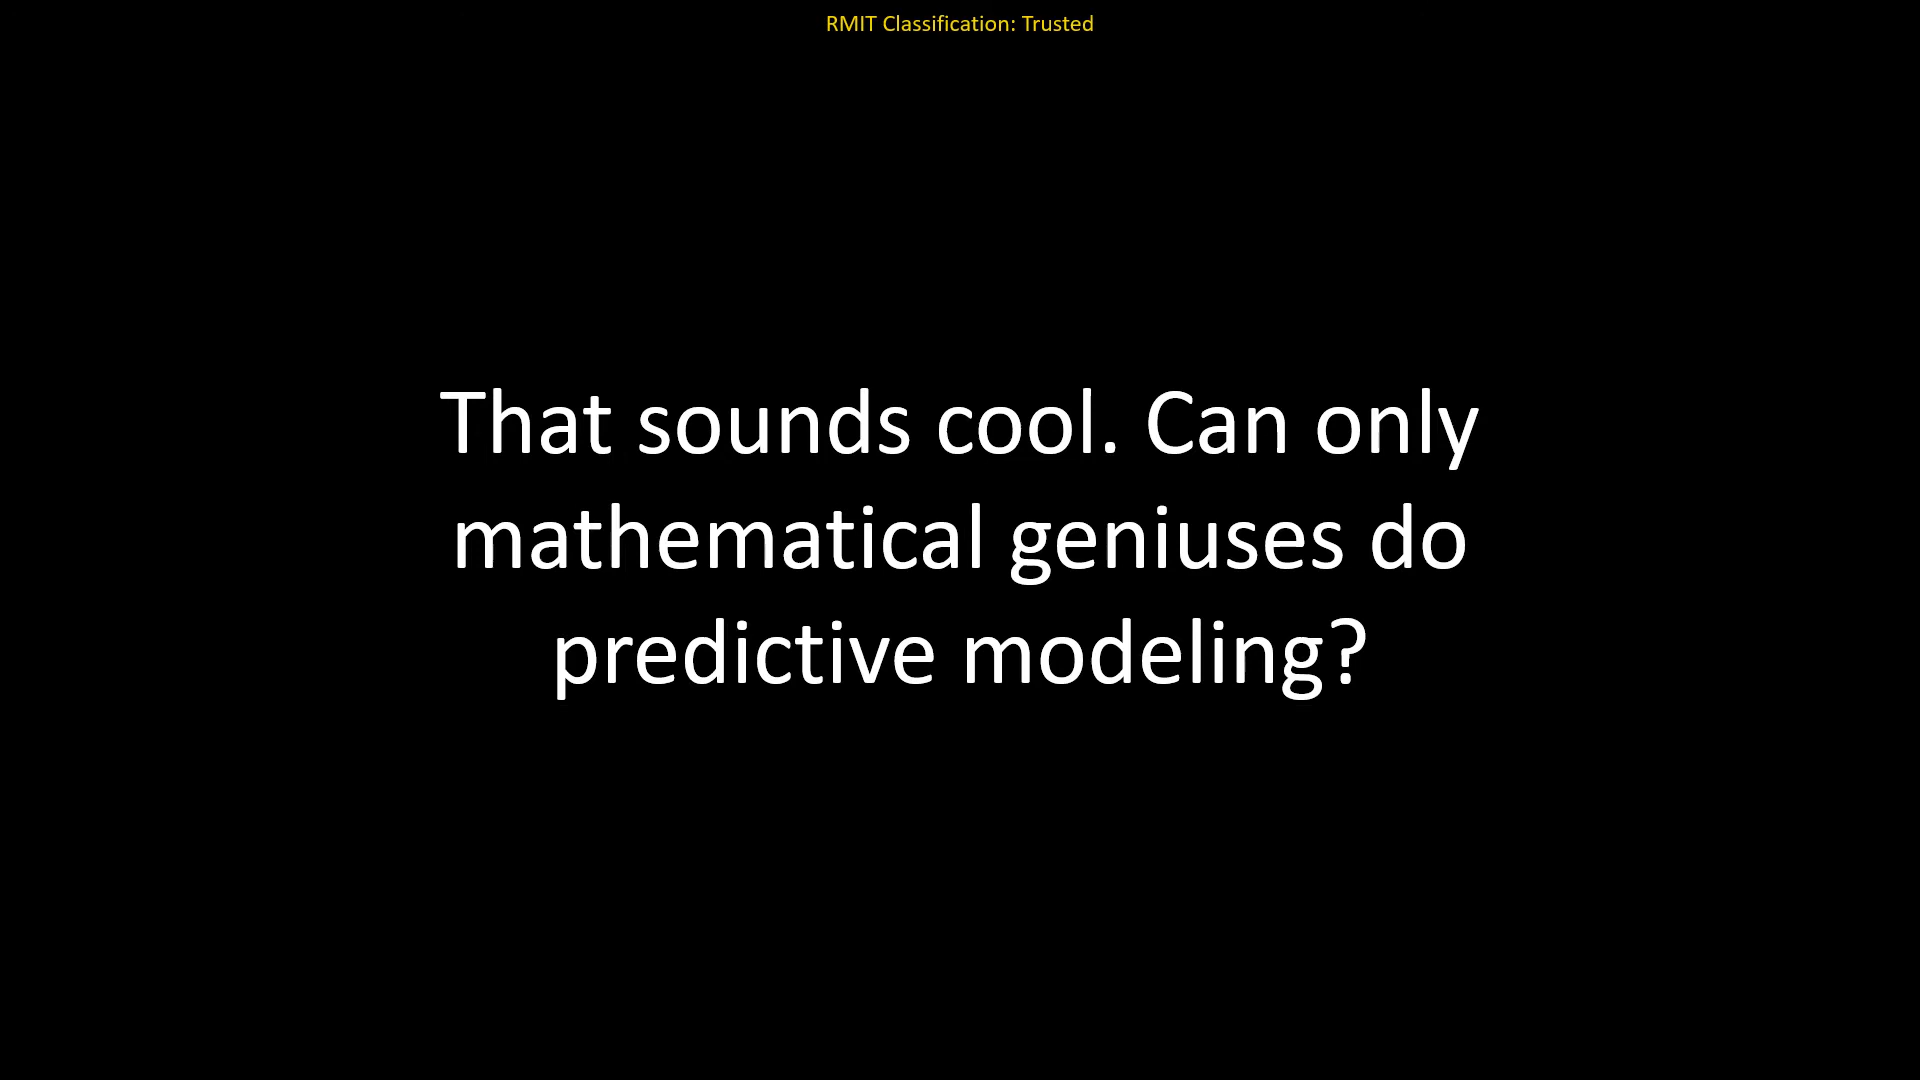 RMIT Classification: Trusted
That sounds cool. Can only
mathematical geniuses do
predictive modeling?